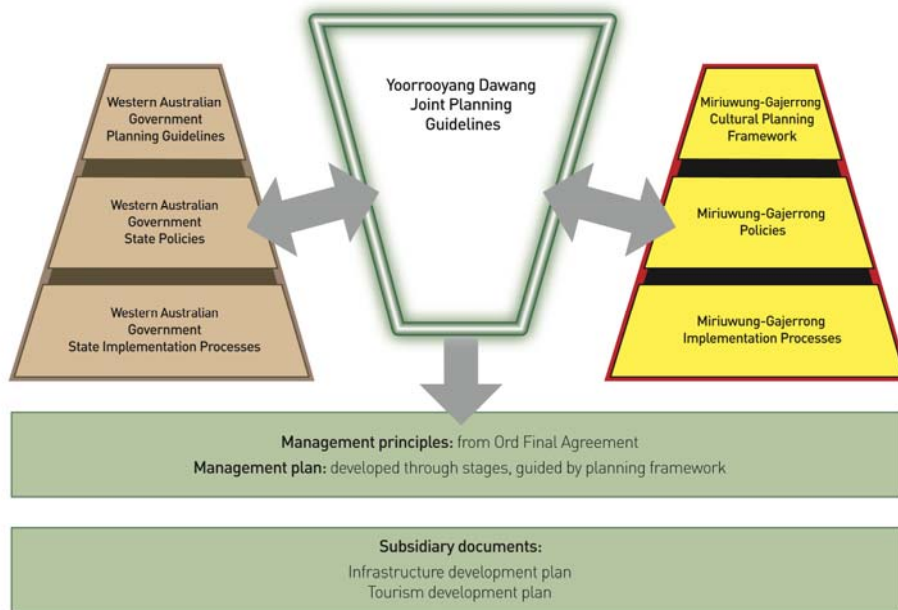 Western Australian
Government
Planning Guidelines
Western Australian
Government
State Policies
Western Australian
Government
State Implementation Processes
Yoorrooyang Dawang
Joint Planning
Guidelines
Miriuwung-Gajerrong
Cultural Planning
Framework
Miriuwung-Gajerrong
Policies
Miriuwung-Gajerrong
Implementation Processes
Management principles: from Ord Final Agreement
Management plan: developed through stages, guided by planning framework
Subsidiary documents:
Infrastructure development plan
Tourism development plan